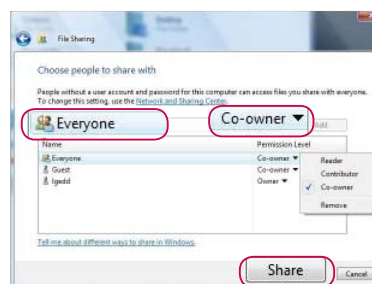 File Sharing
Choose people to share with
People without a user account and password for this computer can access files you share with everyone.
To change this setting, use the Network and Sharing Center.
Everyone
Co-owner
Add
Name Permission Level
Everyone Co-owner
Guest Co-owner
lgedd Owner
Reader
Contributor
Co-owner
Remove
Tell me about different ways to share in Windows.
Share
Cancel